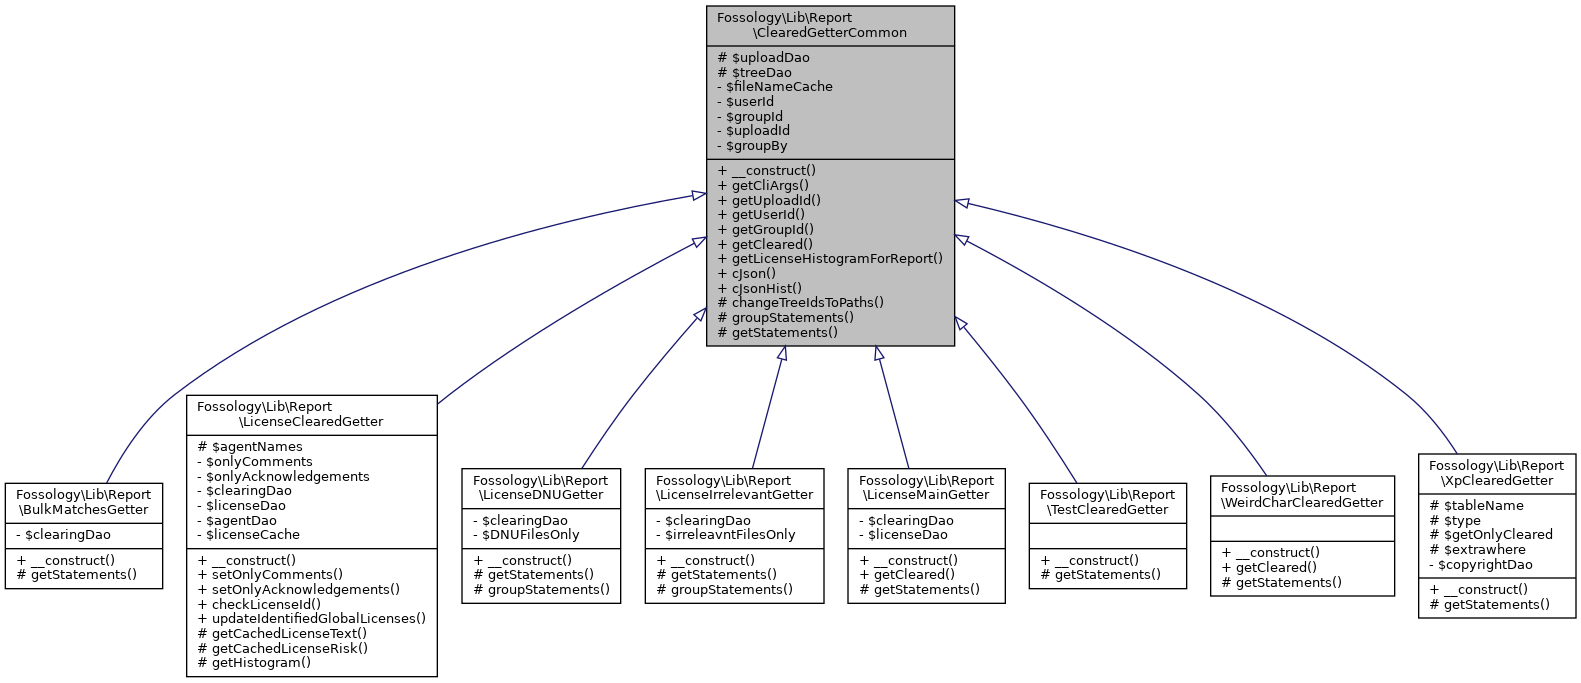 Fossology\Lib\Report
\ClearedGetterCommon
# $uploadDao
# $treeDao
- $fileNameCache
- $userId
- $groupId
- $uploadId
- $groupBy
+ __construct()
+ getCliArgs()
+ getUploadId()
+ getUserId()
+ getGroupId()
+ getCleared()
+ getLicenseHistogramForReport()
+ cJson()
+ cJsonHist()
# changeTreeIdsToPaths()
# groupStatements()
# getStatements()
Fossology\Lib\Report
\BulkMatchesGetter
- $clearingDao
+ __construct()
# getStatements()
Fossology\Lib\Report
\LicenseClearedGetter
# $agentNames
- $onlyComments
- $onlyAcknowledgements
- $clearingDao
- $licenseDao
- $agentDao
- $licenseCache
+ __construct()
+ setOnlyComments()
+ setOnlyAcknowledgements()
+ checkLicenseId()
+ updateIdentifiedGlobalLicenses()
# getCachedLicenseText()
# getCachedLicenseRisk()
# getHistogram()
Fossology\Lib\Report
\LicenseDNUGetter
- $clearingDao
- $DNUFilesOnly
+ __construct()
# getStatements()
# groupStatements()
Fossology\Lib\Report
\LicenseIrrelevantGetter
- $clearingDao
- $irreleavntFilesOnly
+ __construct()
# getStatements()
# groupStatements()
Fossology\Lib\Report
\LicenseMainGetter
- $clearingDao
- $licenseDao
+ __construct()
+ getCleared()
# getStatements()
Fossology\Lib\Report
\TestClearedGetter
+ __construct()
# getStatements()
Fossology\Lib\Report
\WeirdCharClearedGetter
+ __construct()
+ getCleared()
# getStatements()
Fossology\Lib\Report
\XpClearedGetter
# $tableName
# $type
# $getOnlyCleared
# $extrawhere
- $copyrightDao
+ __construct()
# getStatements()